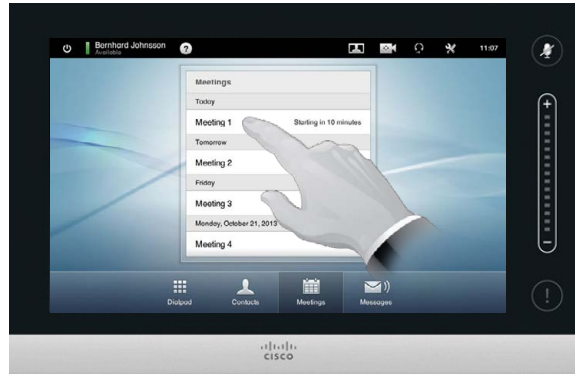 Bernhard Johnsson
Available
?
11:07
Meetings
Today
Meeting 1 Starting in 10 minutes
Tomorrow
Meeting 2
Friday
Meeting 3
Monday, October 21, 2013
Meeting 4
+
-
!
Dialpad Contacts Meetings Messages
CISCO